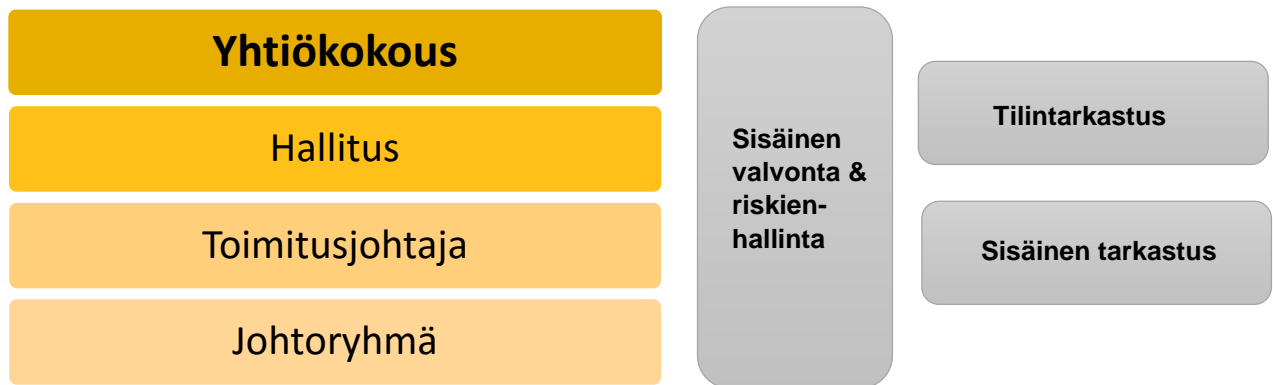 Yhtiökokous
Hallitus
Toimitusjohtaja
Johtoryhmä
Sisäinen
valvonta &
riskien-
hallinta
Tilintarkastus
Sisäinen tarkastus